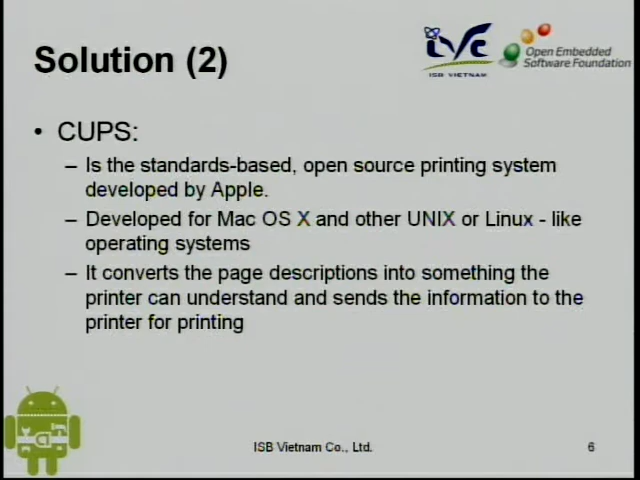 Solution (2)
ivc
ISB VIETNAM
Open Embedded
Software Foundation
• CUPS:
– Is the standards-based, open source printing system
developed by Apple.
– Developed for Mac OS X and other UNIX or Linux - like
operating systems
– It converts the page descriptions into something the
printer can understand and sends the information to the
printer for printing
ISB Vietnam Co., Ltd.
6